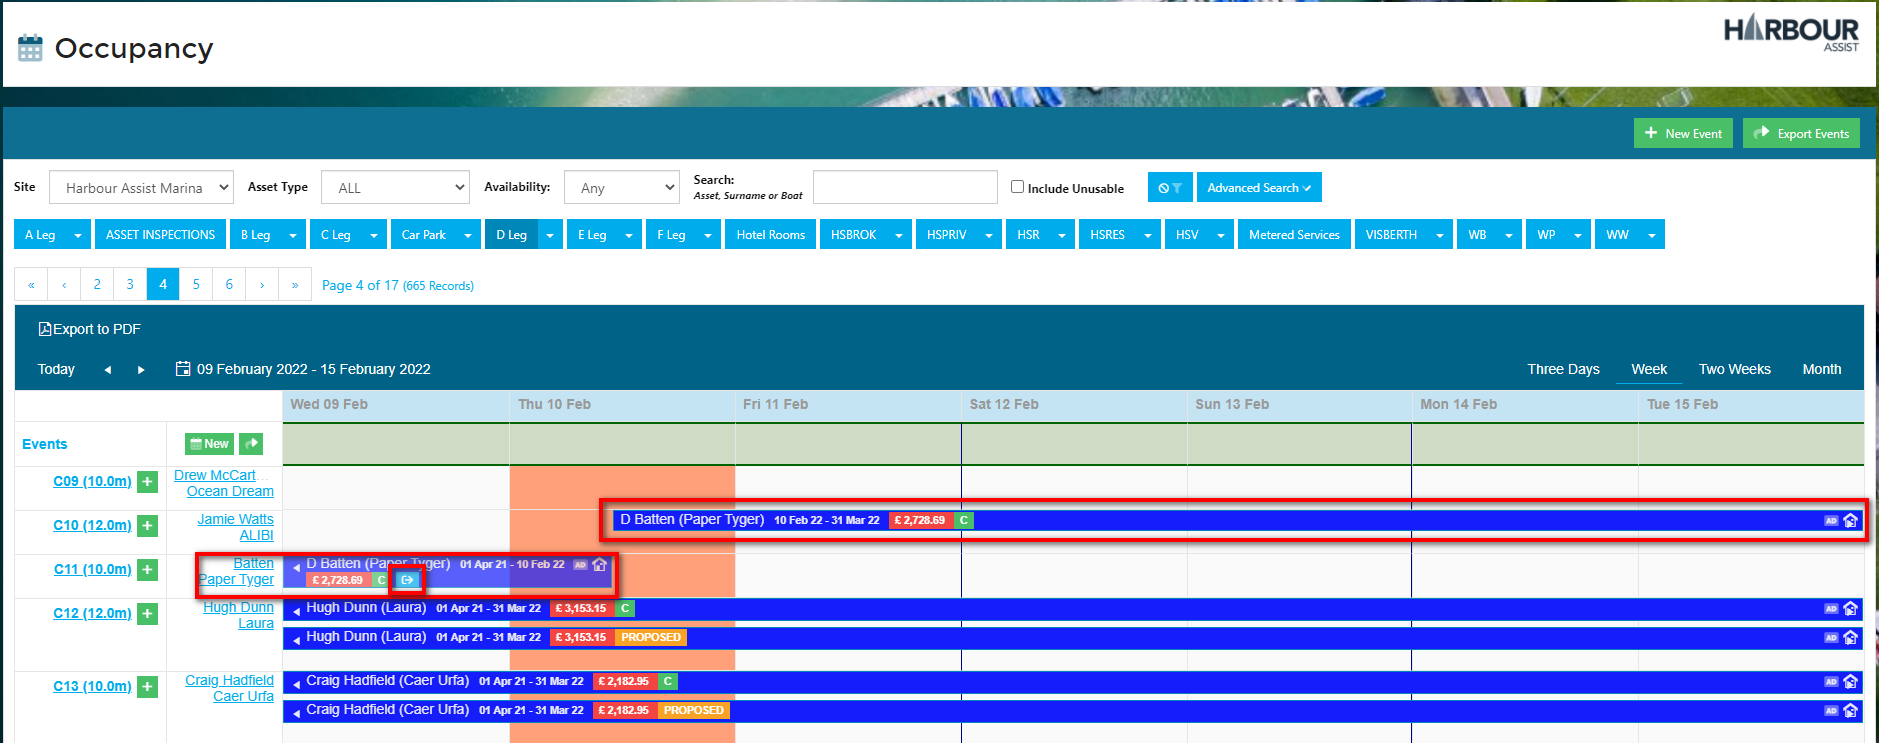 Occupancy
HARBOUR
ASSIST
New Event
Export Events
Site
Harbour Assist Marina
Asset Type
ALL
Availability:
Any
Search:
Asset, Surname or Boat
Include Unusable
Advanced Search
A Leg
ASSET INSPECTIONS
B Leg
C Leg
Car Park
D Leg
E Leg
F Leg
Hotel Rooms
HSBROK
HSPRIV
HSR
HSRES
HSV
Metered Services
VISBERTH
WB
WP
WW
« ‹ 2 3 4 5 6 › » Page 4 of 17 (665 Records)
Export to PDF
Today
09 February 2022 - 15 February 2022
Three Days
Week
Two Weeks
Month
Wed 09 Feb
Thu 10 Feb
Fri 11 Feb
Sat 12 Feb
Sun 13 Feb
Mon 14 Feb
Tue 15 Feb
Events
New
C09 (10.0m) +
Drew McCart...
Ocean Dream
C10 (12.0m) +
Jamie Watts
ALIBI
D Batten (Paper Tyger) 10 Feb 22 - 31 Mar 22 £ 2,728.69 C
AD
C11 (10.0m) +
Batten
Paper Tyger
D Batten (Paper Tyger) 01 Apr 21 - 10 Feb 22 AD
£ 2,728.69 C
C12 (12.0m) +
Hugh Dunn
Laura
Hugh Dunn (Laura) 01 Apr 21 - 31 Mar 22 £ 3,153.15 C
AD
Hugh Dunn (Laura) 01 Apr 21 - 31 Mar 22 £ 3,153.15 PROPOSED
AD
C13 (10.0m) +
Craig Hadfield
Caer Urfa
Craig Hadfield (Caer Urfa) 01 Apr 21 - 31 Mar 22 £ 2,182.95 C
AD
Craig Hadfield (Caer Urfa) 01 Apr 21 - 31 Mar 22 £ 2,182.95 PROPOSED
AD